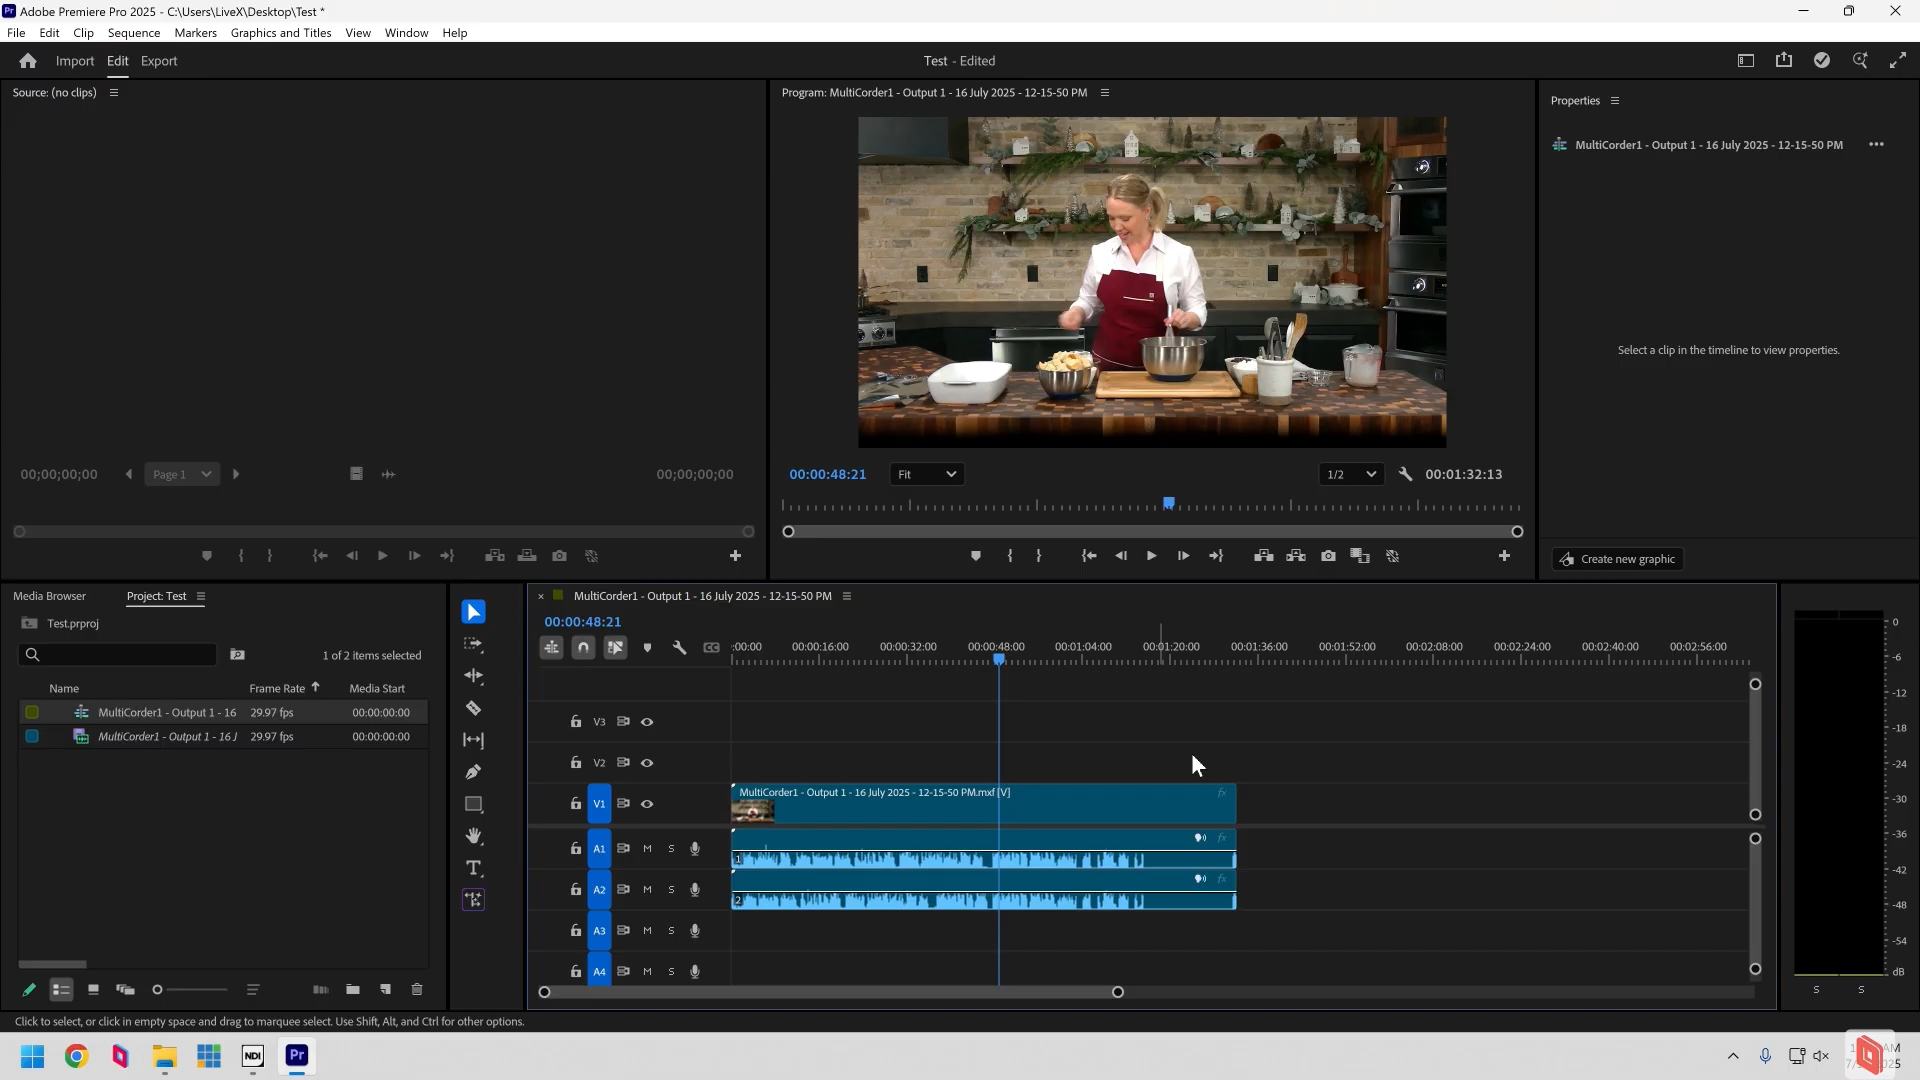 Adobe Premiere Pro 2025 - C:\Users\LiveX\Desktop\Test *
File Edit Clip Sequence Markers Graphics and Titles View Window Help
Import Edit Export
Test - Edited
Source: (no clips)
Program: MultiCorder1 - Output 1 - 16 July 2025 - 12-15-50 PM
Properties
MultiCorder1 - Output 1 - 16 July 2025 - 12-15-50 PM
Select a clip in the timeline to view properties.
00;00;00;00
Page 1
00;00;00;00
00:00:48:21
Fit
1/2
00:01:32:13
Create new graphic
Media Browser
Project: Test
Test.prproj
1 of 2 items selected
Name Frame Rate Media Start
MultiCorder1 - Output 1 - 16 29.97 fps 00:00:00:00
MultiCorder1 - Output 1 - 16 J 29.97 fps 00:00:00:00
MultiCorder1 - Output 1 - 16 July 2025 - 12-15-50 PM
00:00:48:21
:00:00 00:00:16:00 00:00:32:00 00:00:48:00 00:01:04:00 00:01:20:00 00:01:36:00 00:01:52:00 00:02:08:00 00:02:24:00 00:02:40:00 00:02:56:00
V3
V2
V1
MultiCorder1 - Output 1 - 16 July 2025 - 12-15-50 PM.mxf [V]
fx
A1 M S
1
fx
A2 M S
2
fx
A3 M S
A4 M S
0
-6
-12
-18
-24
-30
-36
-42
-48
-54
dB
S S
Click to select, or click in empty space and drag to marquee select. Use Shift, Alt, and Ctrl for other options.
NDI
Pr